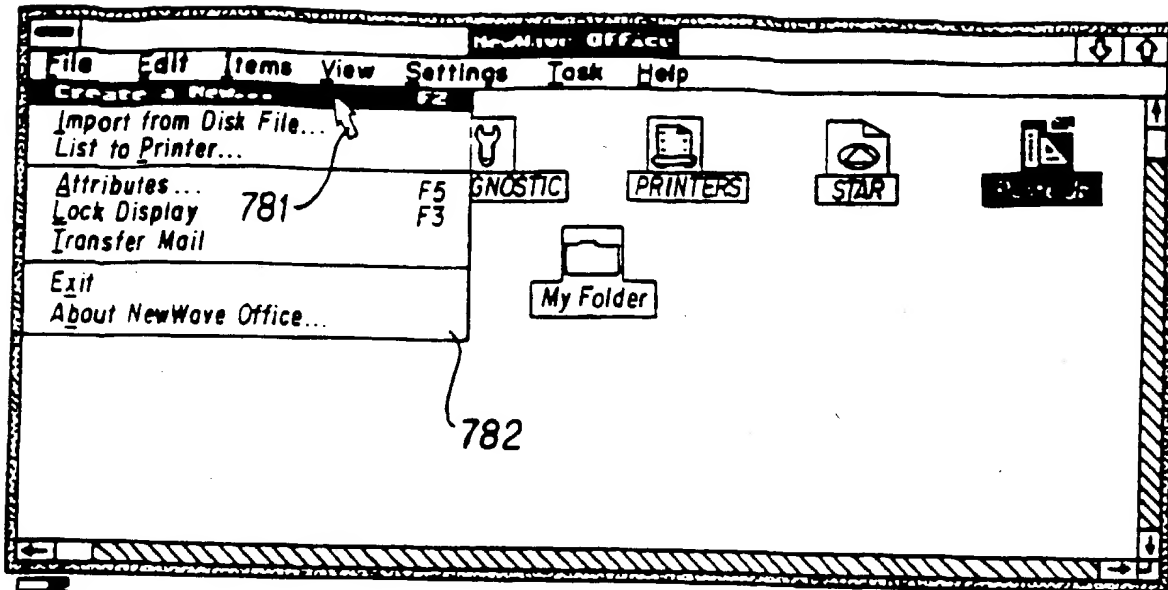 NewWave Office
File Edit Items View Settings Task Help
Create a New... F2
Import from Disk File...
List to Printer...
Attributes... F5
Lock Display F3
Transfer Mail
Exit
About NewWave Office...
781
782
GNOSTIC
PRINTERS
STAR
My Folder